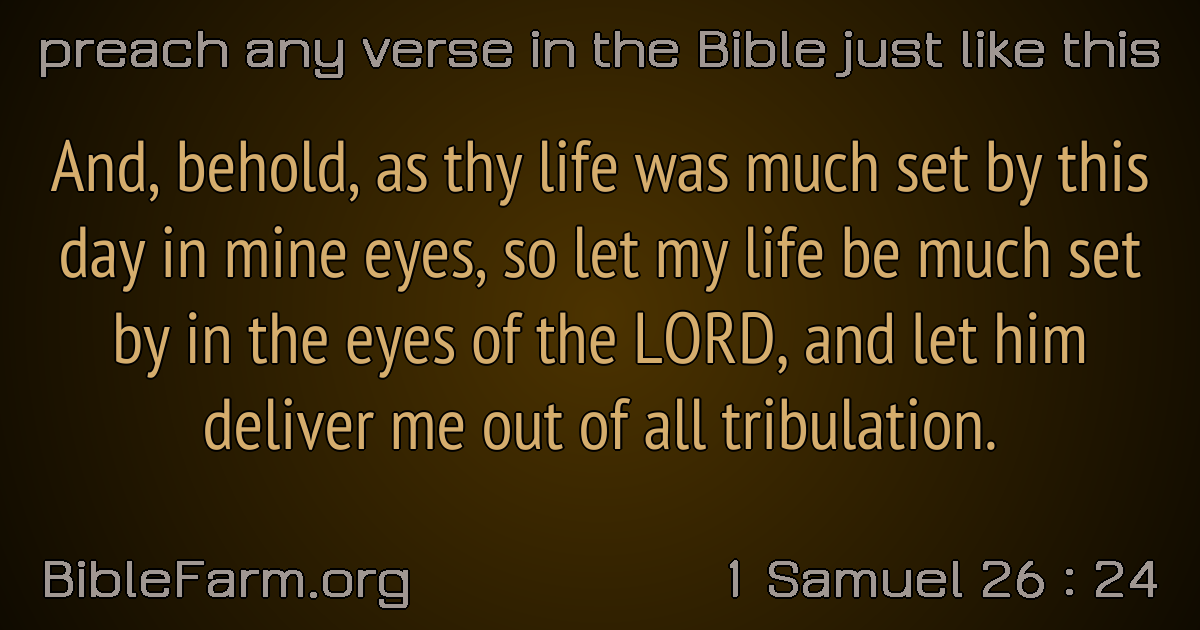 preach any verse in the Bible just like this
And, behold, as thy life was much set by this
day in mine eyes, so let my life be much set
by in the eyes of the LORD, and let him
deliver me out of all tribulation.
BibleFarm.org
1 Samuel 26 : 24